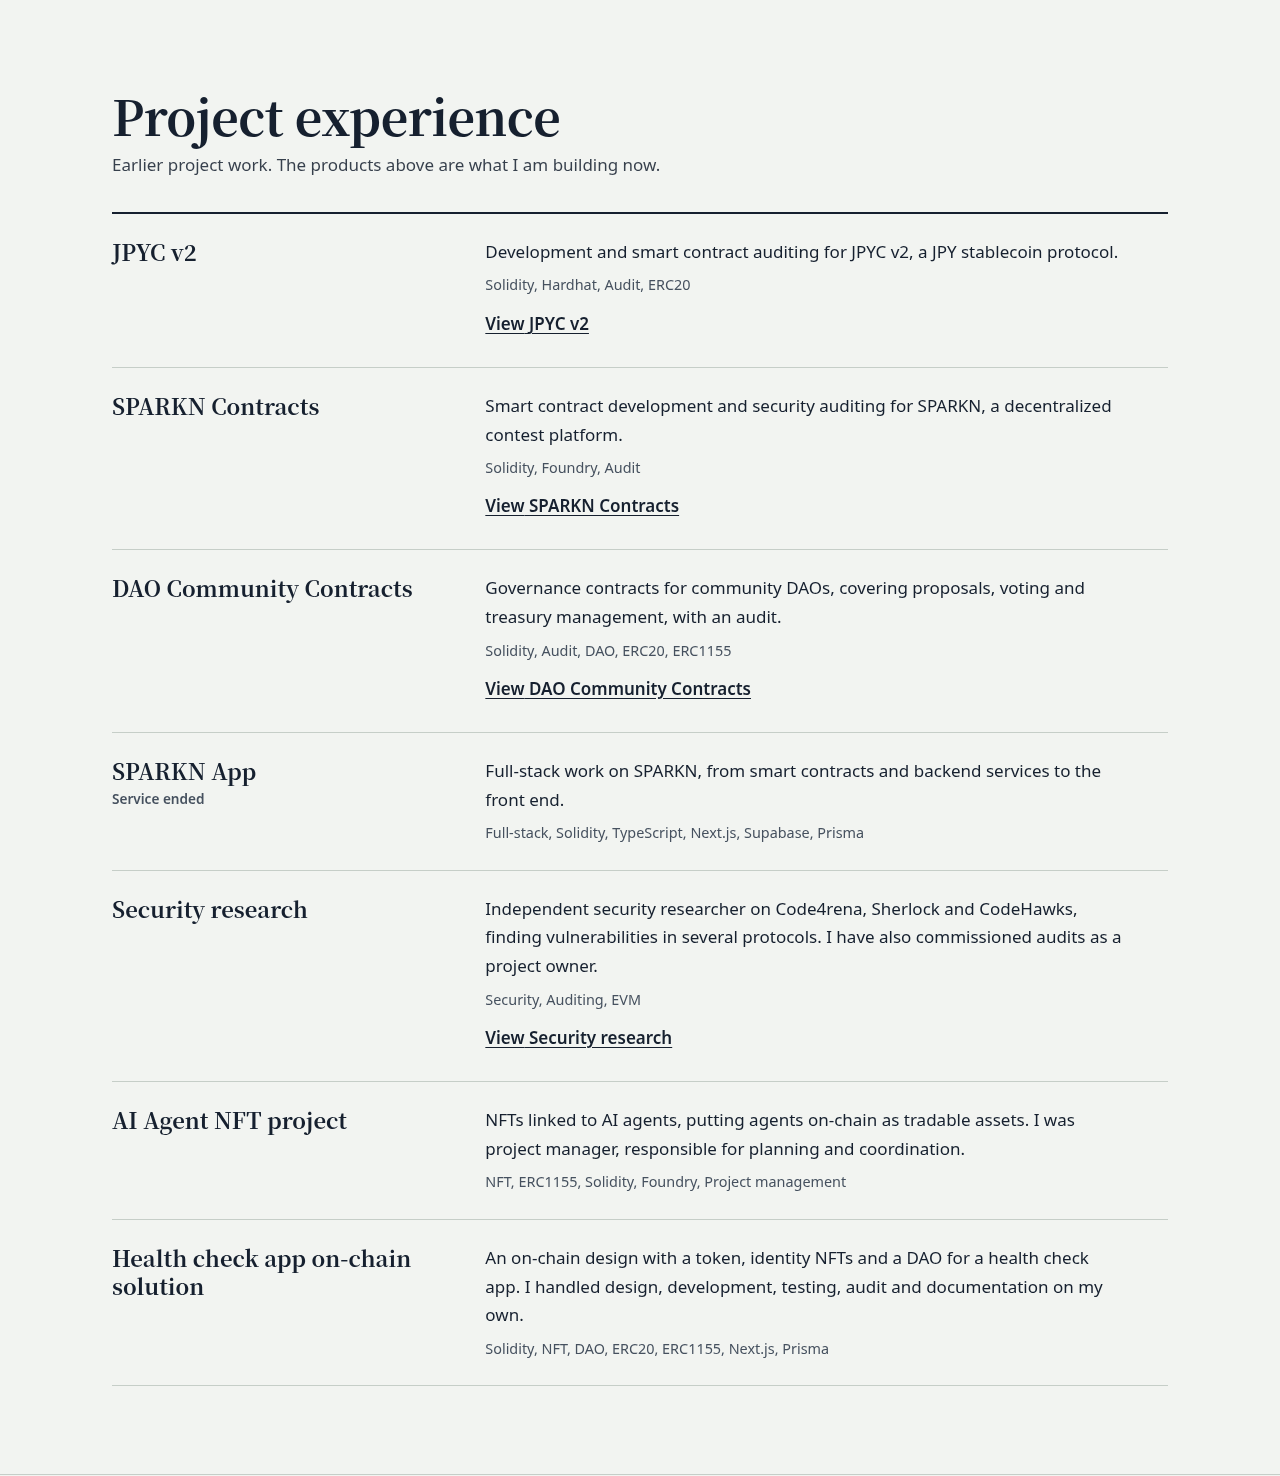 Project experience
Earlier project work. The products above are what I am building now.
JPYC v2
Development and smart contract auditing for JPYC v2, a JPY stablecoin protocol.
Solidity, Hardhat, Audit, ERC20
View JPYC v2
SPARKN Contracts
Smart contract development and security auditing for SPARKN, a decentralized
contest platform.
Solidity, Foundry, Audit
View SPARKN Contracts
DAO Community Contracts
Governance contracts for community DAOs, covering proposals, voting and
treasury management, with an audit.
Solidity, Audit, DAO, ERC20, ERC1155
View DAO Community Contracts
SPARKN App
Service ended
Full-stack work on SPARKN, from smart contracts and backend services to the
front end.
Full-stack, Solidity, TypeScript, Next.js, Supabase, Prisma
Security research
Independent security researcher on Code4rena, Sherlock and CodeHawks,
finding vulnerabilities in several protocols. I have also commissioned audits as a
project owner.
Security, Auditing, EVM
View Security research
AI Agent NFT project
NFTs linked to AI agents, putting agents on-chain as tradable assets. I was
project manager, responsible for planning and coordination.
NFT, ERC1155, Solidity, Foundry, Project management
Health check app on-chain
solution
An on-chain design with a token, identity NFTs and a DAO for a health check
app. I handled design, development, testing, audit and documentation on my
own.
Solidity, NFT, DAO, ERC20, ERC1155, Next.js, Prisma